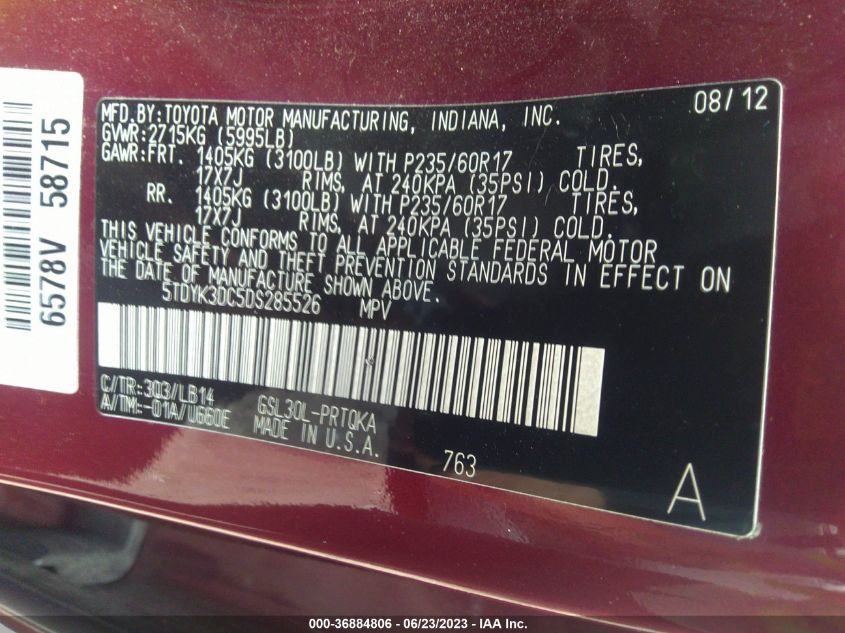 6578V 58715
MFD.BY:TOYOTA MOTOR MANUFACTURING, INDIANA, INC. 08/12
GVWR:2715KG (5995LB)
GAWR:FRT. 1405KG (3100LB) WITH P235/60R17 TIRES,
17X7J RIMS, AT 240KPA (35PSI) COLD.
RR. 1405KG (3100LB) WITH P235/60R17 TIRES,
17X7J RIMS, AT 240KPA (35PSI) COLD.
THIS VEHICLE CONFORMS TO ALL APPLICABLE FEDERAL MOTOR
VEHICLE SAFETY AND THEFT PREVENTION STANDARDS IN EFFECT ON
THE DATE OF MANUFACTURE SHOWN ABOVE.
5TDYK3DC5DS285526 MPV
C/TR:3Q3/LB14
A/TM:-01A/U660E
GSL30L-PRTQKA
MADE IN U.S.A.
763
A
000-36884806 - 06/23/2023 - IAA Inc.